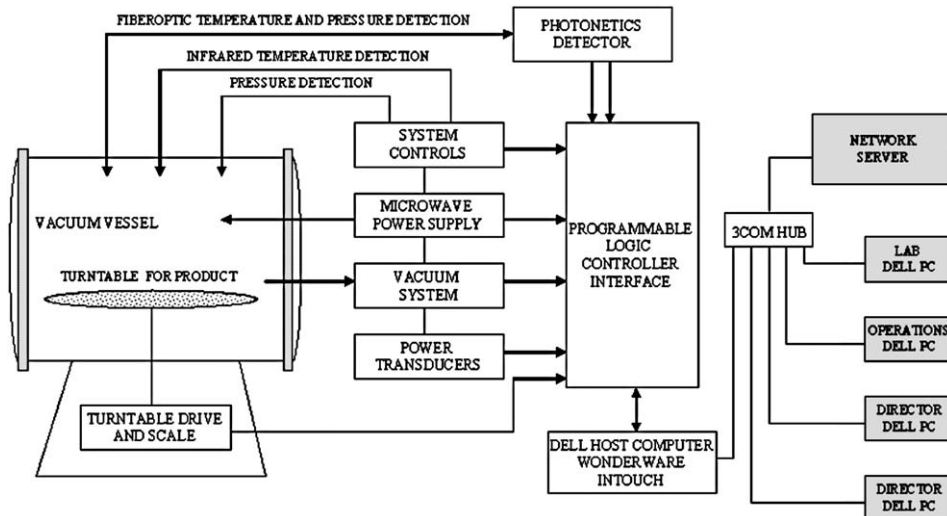 FIBEROPTIC TEMPERATURE AND PRESSURE DETECTION
PHOTONETICS
DETECTOR
INFRARED TEMPERATURE DETECTION
PRESSURE DETECTION
SYSTEM
CONTROLS
NETWORK
SERVER
VACUUM VESSEL
MICROWAVE
POWER SUPPLY
PROGRAMMABLE
LOGIC
CONTROLLER
INTERFACE
3COM HUB
LAB
DELL PC
TURNTABLE FOR PRODUCT
VACUUM
SYSTEM
OPERATIONS
DELL PC
POWER
TRANSDUCERS
TURNTABLE DRIVE
AND SCALE
DIRECTOR
DELL PC
DELL HOST COMPUTER
WONDERWARE
INTOUCH
DIRECTOR
DELL PC